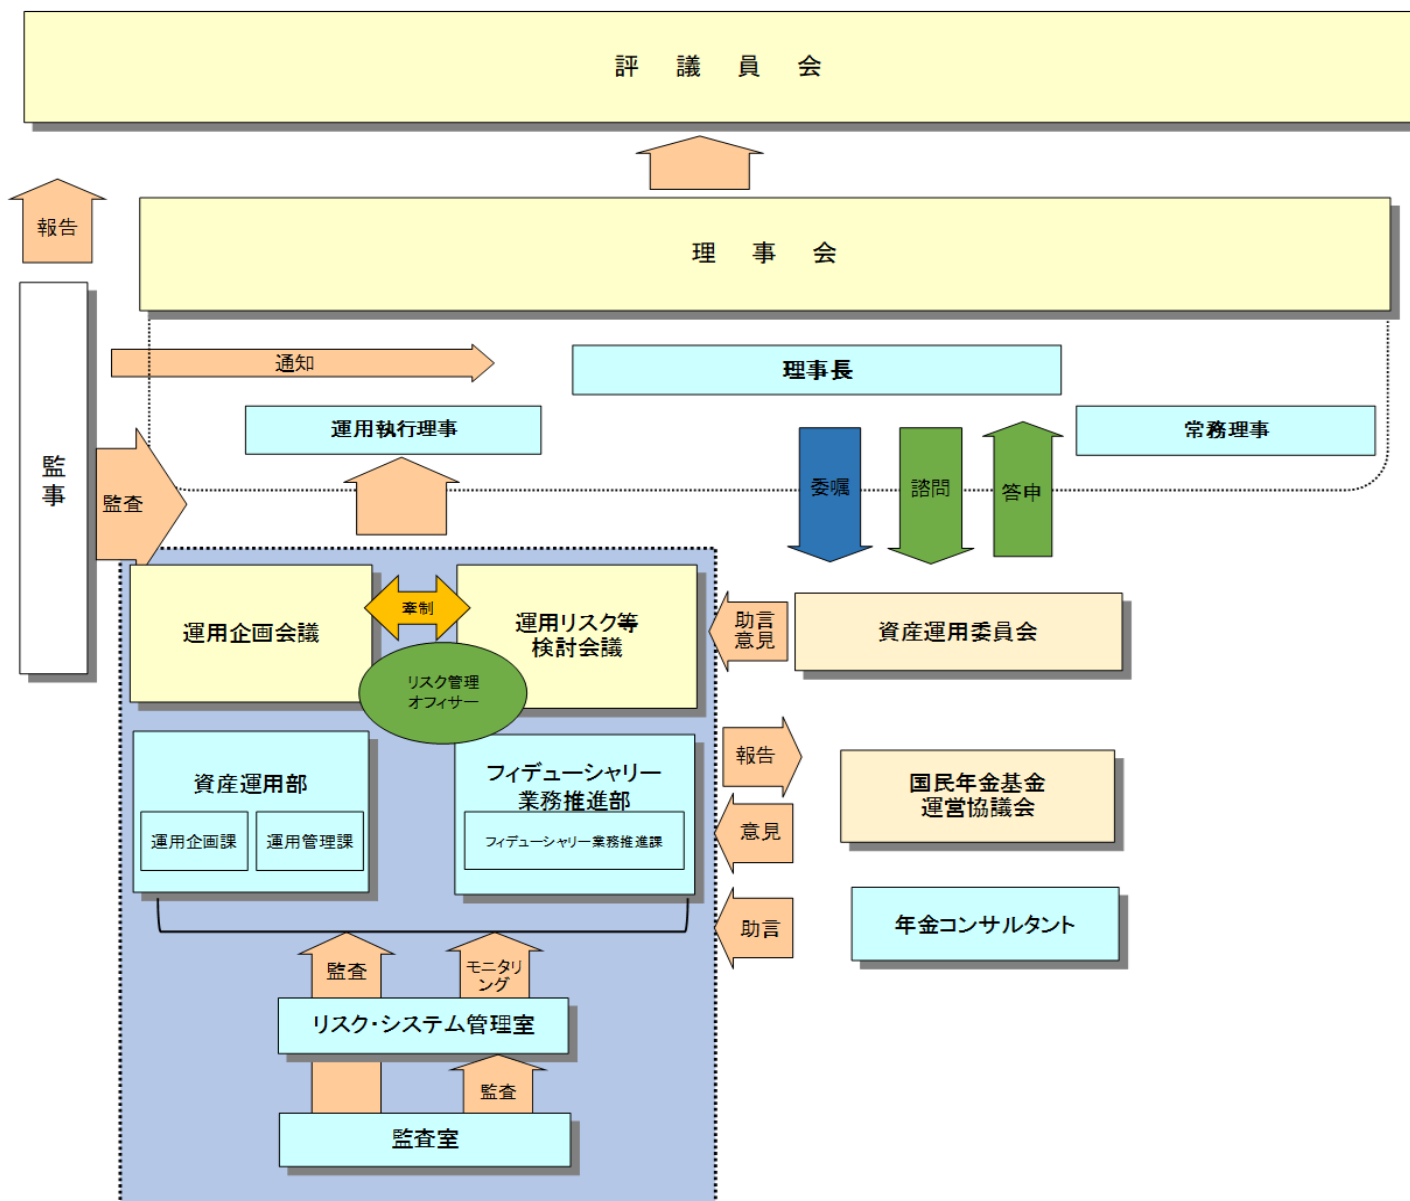 評議員会
報告
理事会
通知
理事長
運用執行理事
常務理事
監事
監査
委嘱
諮問
答申
運用企画会議
牽制
運用リスク等
検討会議
助言
意見
資産運用委員会
リスク管理
オフィサー
資産運用部
運用企画課
運用管理課
フィデューシャリー
業務推進部
フィデューシャリー業務推進課
報告
意見
国民年金基金
運営協議会
助言
年金コンサルタント
監査
モニタリ
ング
リスク・システム管理室
監査
監査室